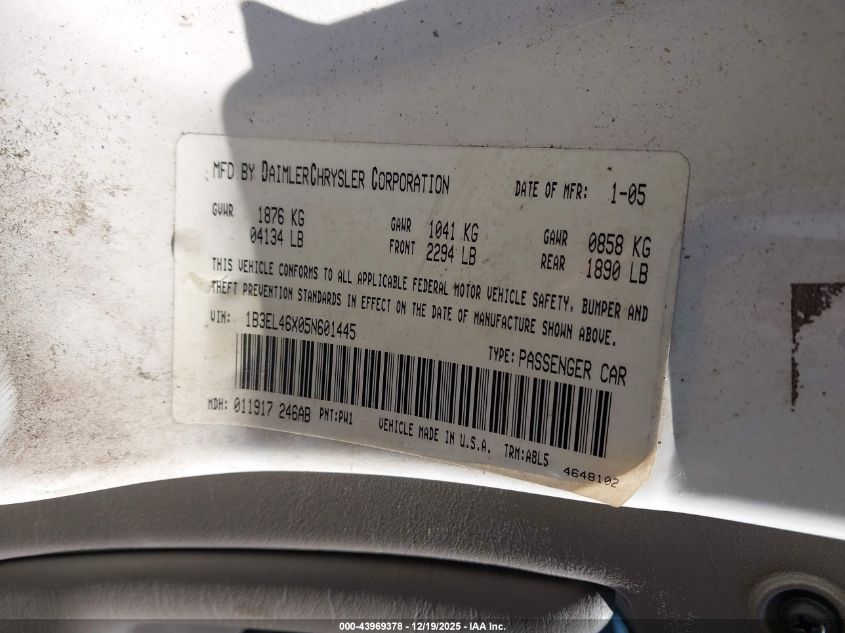 MFD BY DAIMLERCHRYSLER CORPORATION DATE OF MFR: 1-05
GVWR 1876 KG GAWR 1041 KG GAWR 0858 KG
04134 LB FRONT 2294 LB REAR 1890 LB
THIS VEHICLE CONFORMS TO ALL APPLICABLE FEDERAL MOTOR VEHICLE SAFETY, BUMPER AND
THEFT PREVENTION STANDARDS IN EFFECT ON THE DATE OF MANUFACTURE SHOWN ABOVE.
VIN: 1B3EL46X05N601445 TYPE: PASSENGER CAR
MDH: 011917 246AB PNT:PW1 VEHICLE MADE IN U.S.A. TRM:A8L5
4648102
000-43969378 - 12/19/2025 - IAA Inc.